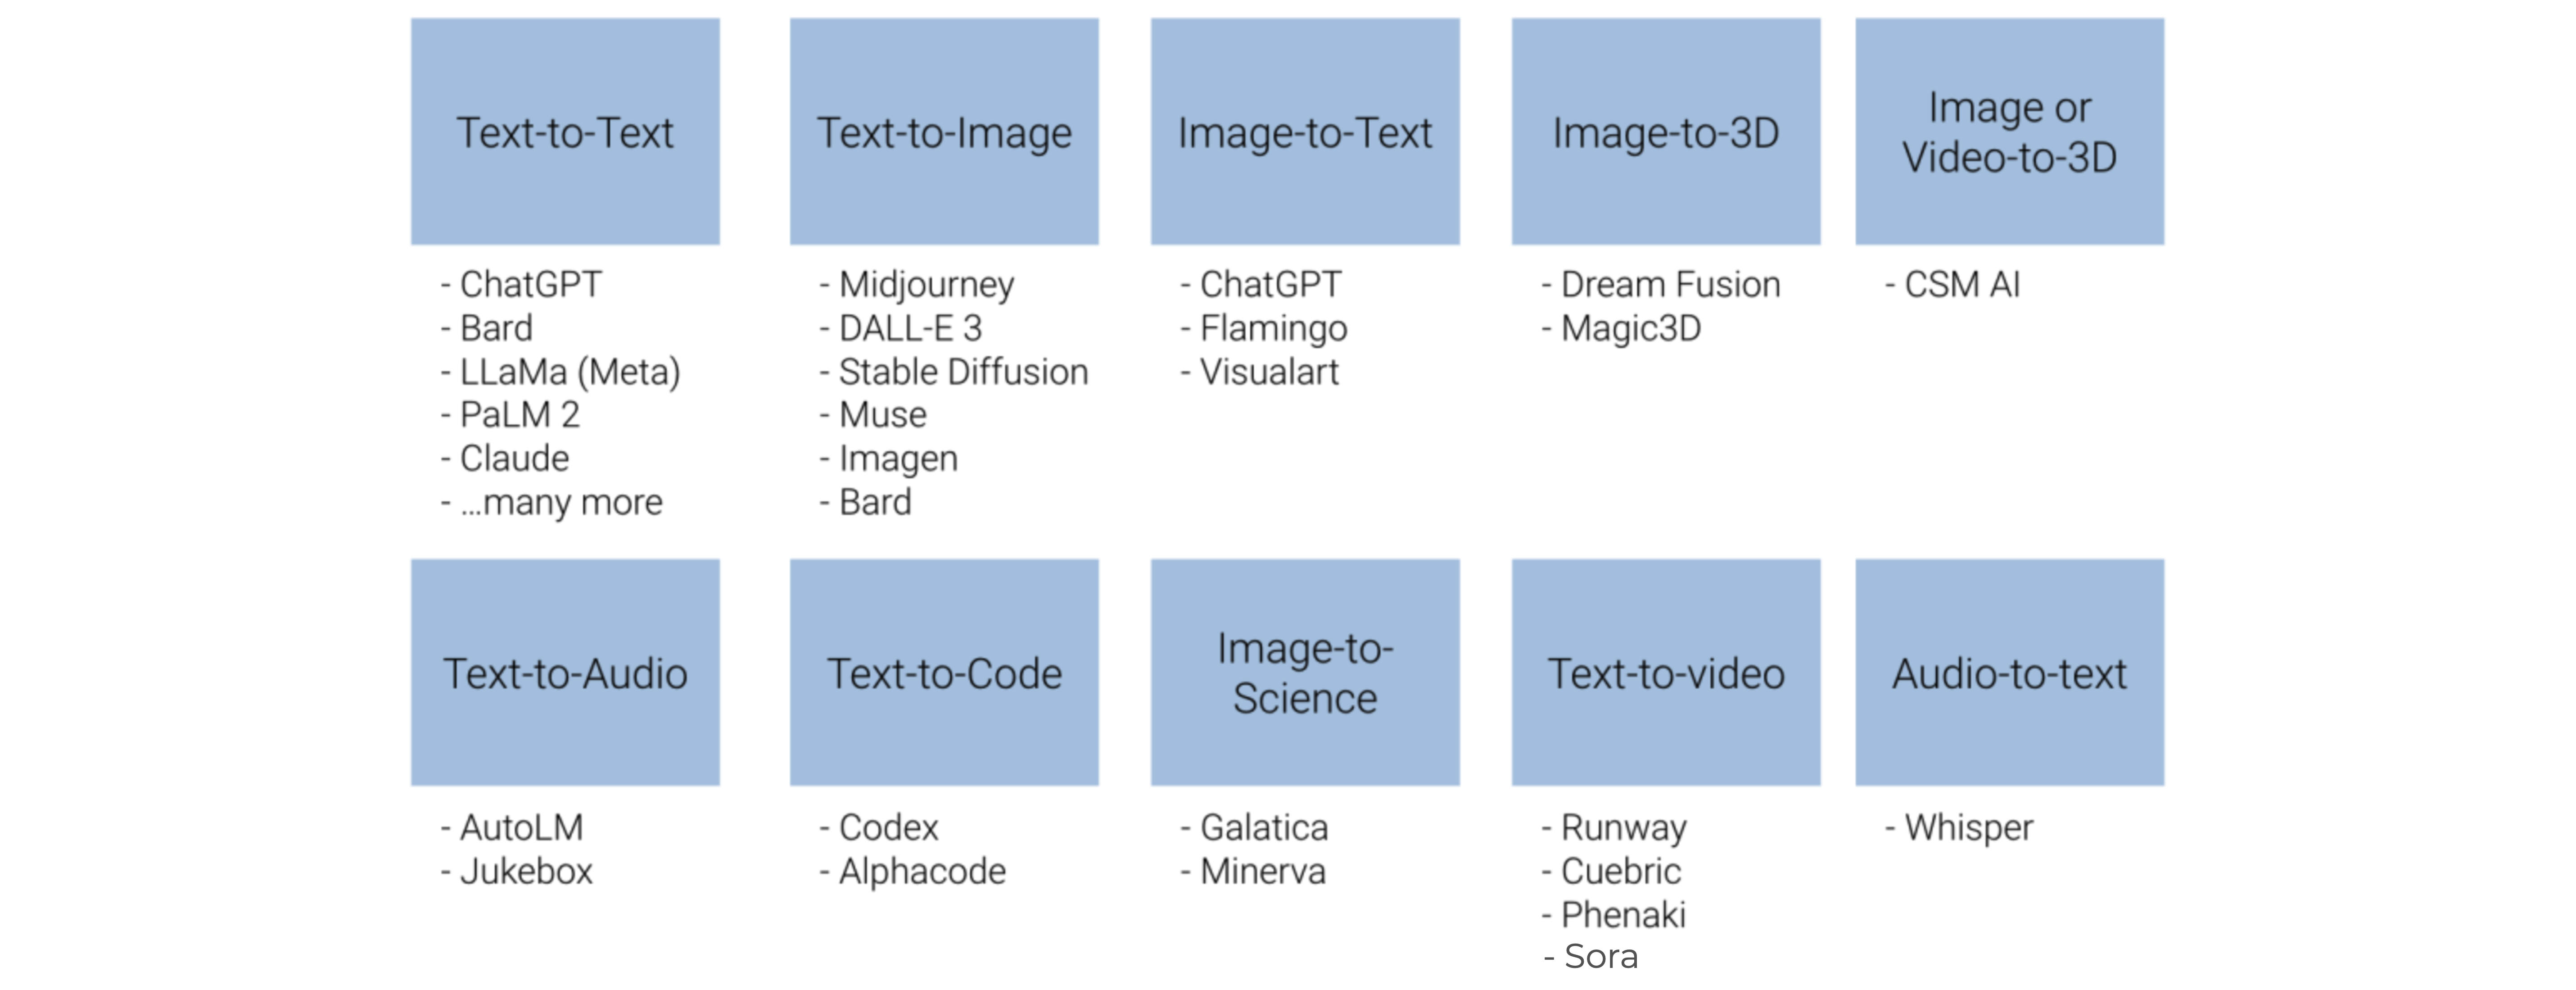 Text-to-Text
- ChatGPT
- Bard
- LLaMa (Meta)
- PaLM 2
- Claude
- ...many more
Text-to-Image
- Midjourney
- DALL-E 3
- Stable Diffusion
- Muse
- Imagen
- Bard
Image-to-Text
- ChatGPT
- Flamingo
- Visualart
Image-to-3D
- Dream Fusion
- Magic3D
Image or
Video-to-3D
- CSM AI
Text-to-Audio
- AutoLM
- Jukebox
Text-to-Code
- Codex
- Alphacode
Image-to-
Science
- Galatica
- Minerva
Text-to-video
- Runway
- Cuebric
- Phenaki
- Sora
Audio-to-text
- Whisper